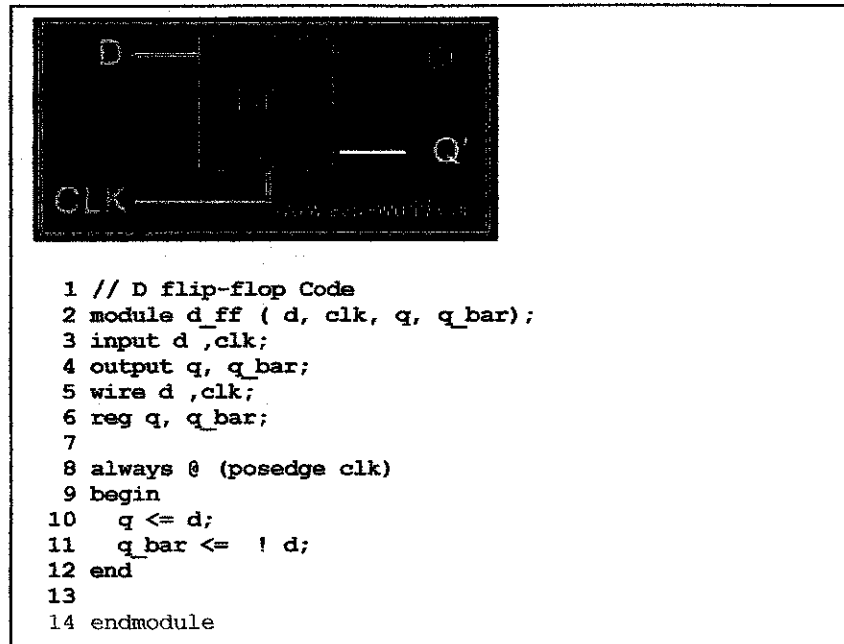 D
Q'
CLK
1 // D flip-flop Code
2 module d_ff ( d, clk, q, q_bar);
3 input d ,clk;
4 output q, q_bar;
5 wire d ,clk;
6 reg q, q_bar;
7
8 always @ (posedge clk)
9 begin
10 q <= d;
11 q_bar <= ! d;
12 end
13
14 endmodule